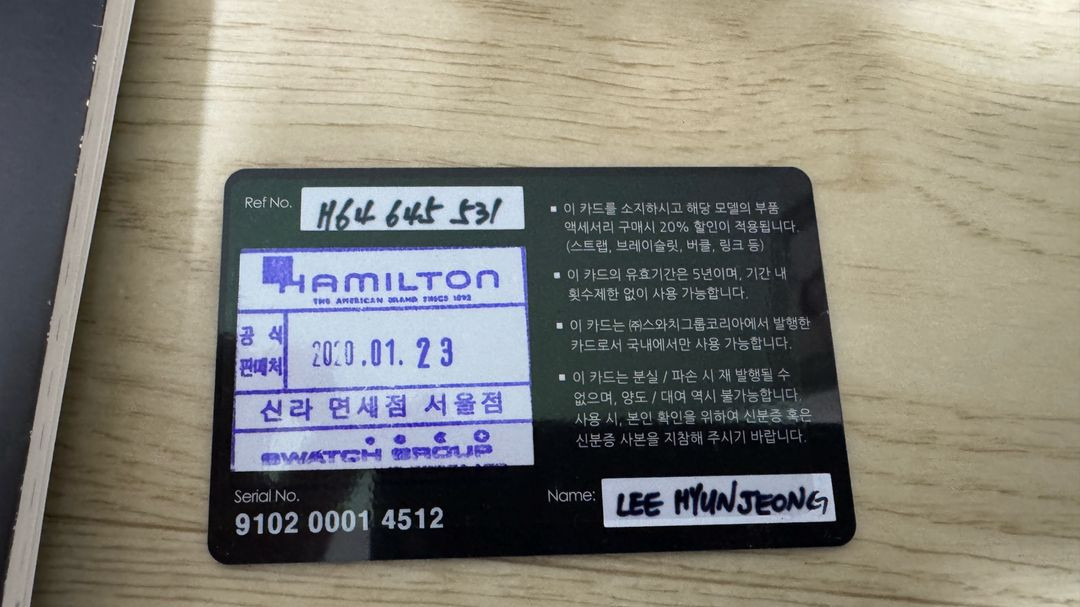 Ref No. H64 645 531
HAMILTON
THE AMERICAN BRAND SINCE 1892
공 식
판매처
2020.01.23
신라 면세점 서울점
SWATCH GROUP
Serial No.
9102 0001 4512
이 카드를 소지하시고 해당 모델의 부품
액세서리 구매시 20% 할인이 적용됩니다.
(스트랩, 브레이슬릿, 버클, 링크 등)
이 카드의 유효기간은 5년이며, 기간 내
횟수제한 없이 사용 가능합니다.
이 카드는 ㈜스와치그룹코리아에서 발행한
카드로서 국내에서만 사용 가능합니다.
이 카드는 분실 / 파손 시 재 발행될 수
없으며, 양도 / 대여 역시 불가능합니다.
사용 시, 본인 확인을 위하여 신분증 혹은
신분증 사본을 지참해 주시기 바랍니다.
Name: LEE HYUNJEONG